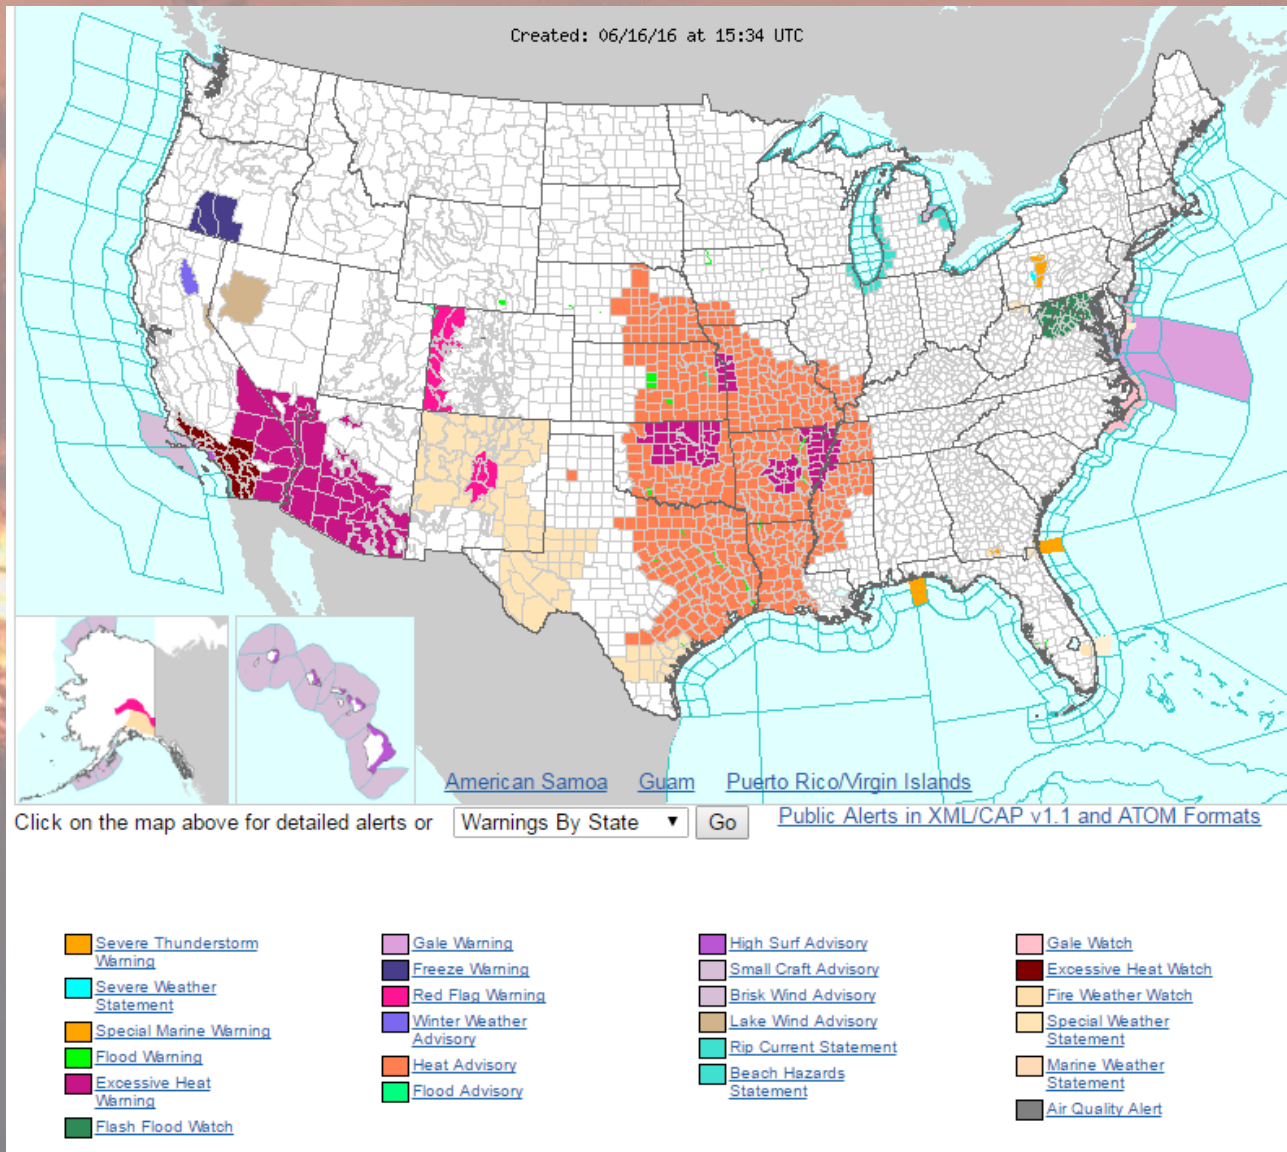 Created: 06/16/16 at 15:34 UTC
American Samoa Guam Puerto Rico/Virgin Islands
Click on the map above for detailed alerts or Warnings By State ▼ Go Public Alerts in XML/CAP v1.1 and ATOM Formats
Severe Thunderstorm
Warning
Severe Weather
Statement
Special Marine Warning
Flood Warning
Excessive Heat
Warning
Flash Flood Watch
Gale Warning
Freeze Warning
Red Flag Warning
Winter Weather
Advisory
Heat Advisory
Flood Advisory
High Surf Advisory
Small Craft Advisory
Brisk Wind Advisory
Lake Wind Advisory
Rip Current Statement
Beach Hazards
Statement
Gale Watch
Excessive Heat Watch
Fire Weather Watch
Special Weather
Statement
Marine Weather
Statement
Air Quality Alert